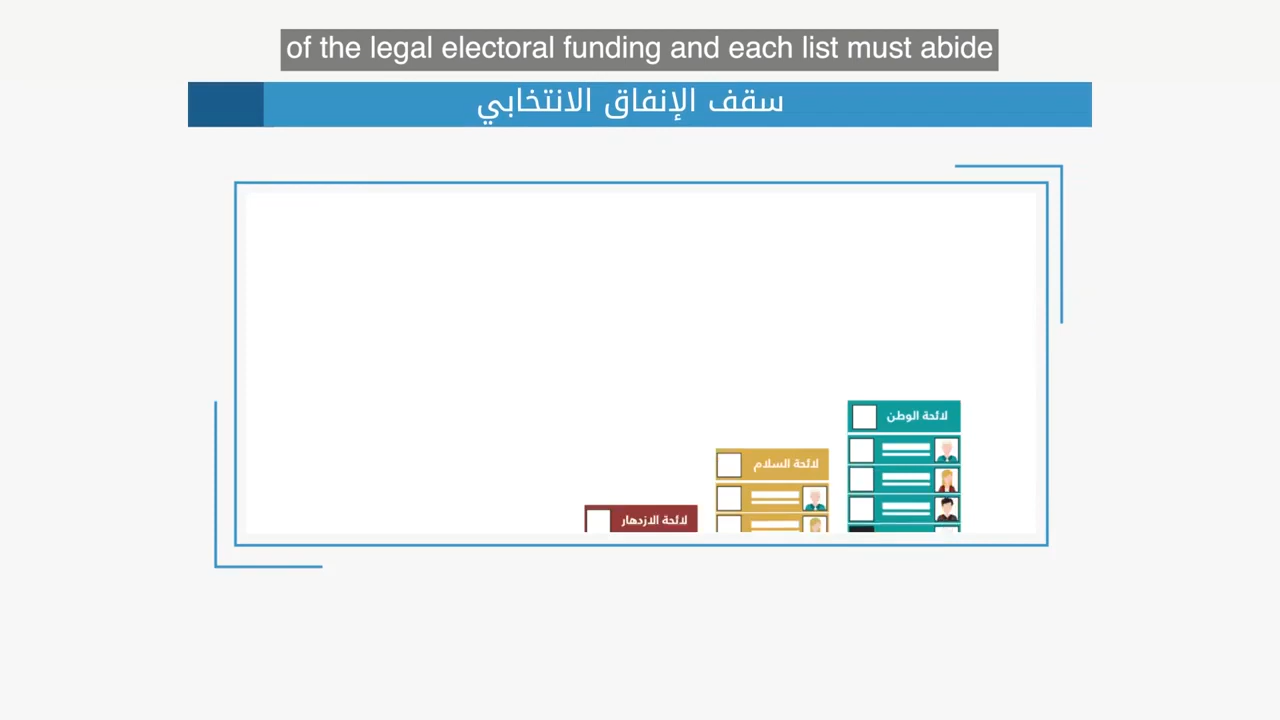 of the legal electoral funding and each list must abide
سقف الإنفاق الانتخابي
لائحة الوطن
لائحة السلام
لائحة الازدهار